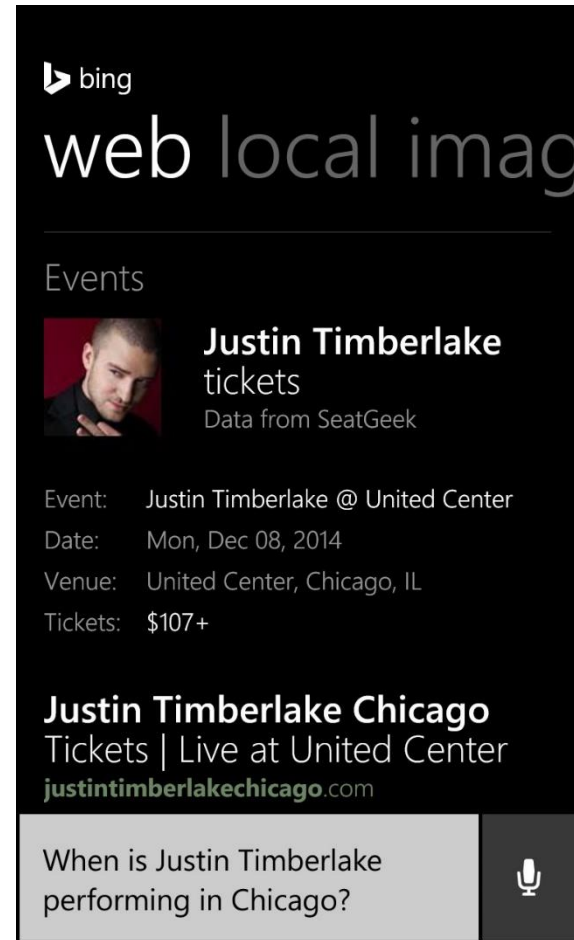 bing
web local imag
Events
Justin Timberlake
tickets
Data from SeatGeek
Event: Justin Timberlake @ United Center
Date: Mon, Dec 08, 2014
Venue: United Center, Chicago, IL
Tickets: $107+
Justin Timberlake Chicago
Tickets | Live at United Center
justintimberlakechicago.com
When is Justin Timberlake
performing in Chicago?